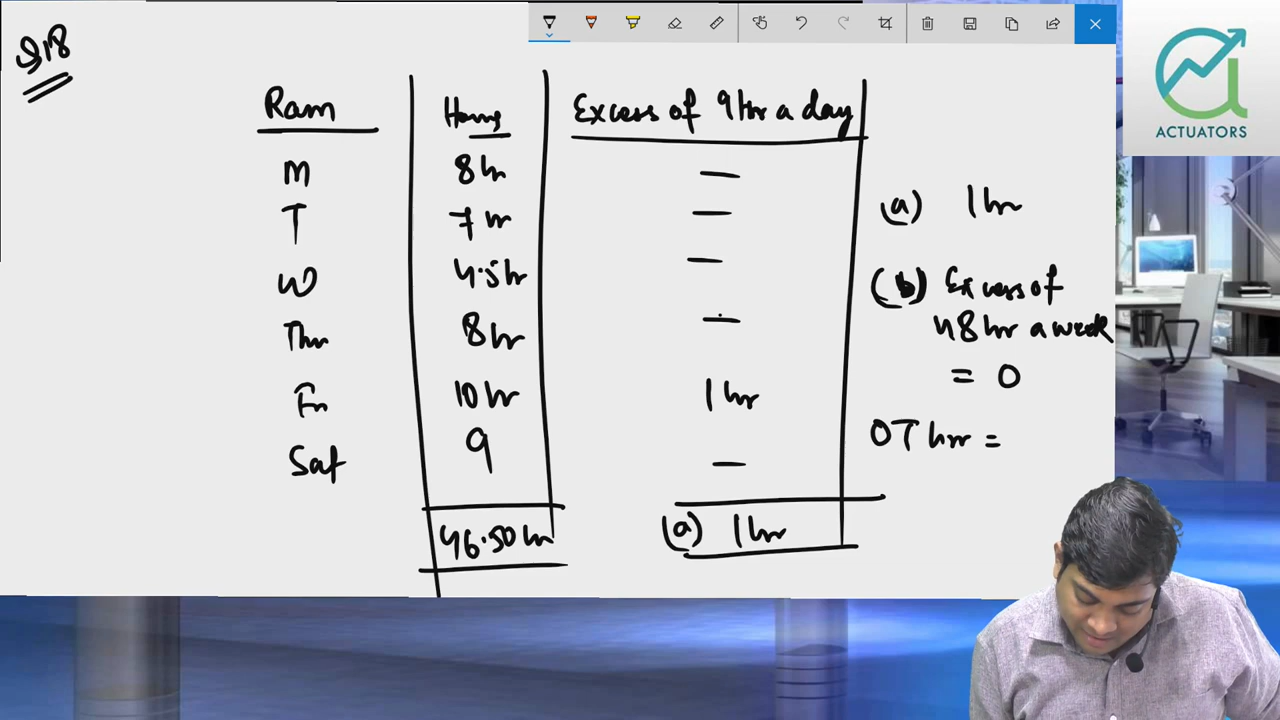 Q18
Ram Hours Excess of 9hr a day
M 8hr —
T 7hr —
W 4.5hr —
Thr 8hr —
Fri 10hr 1hr
Sat 9 —
46.50hr (a) 1hr
(a) 1hr
(b) Excess of
48hr a week
= 0
OT hr =
ACTUATORS